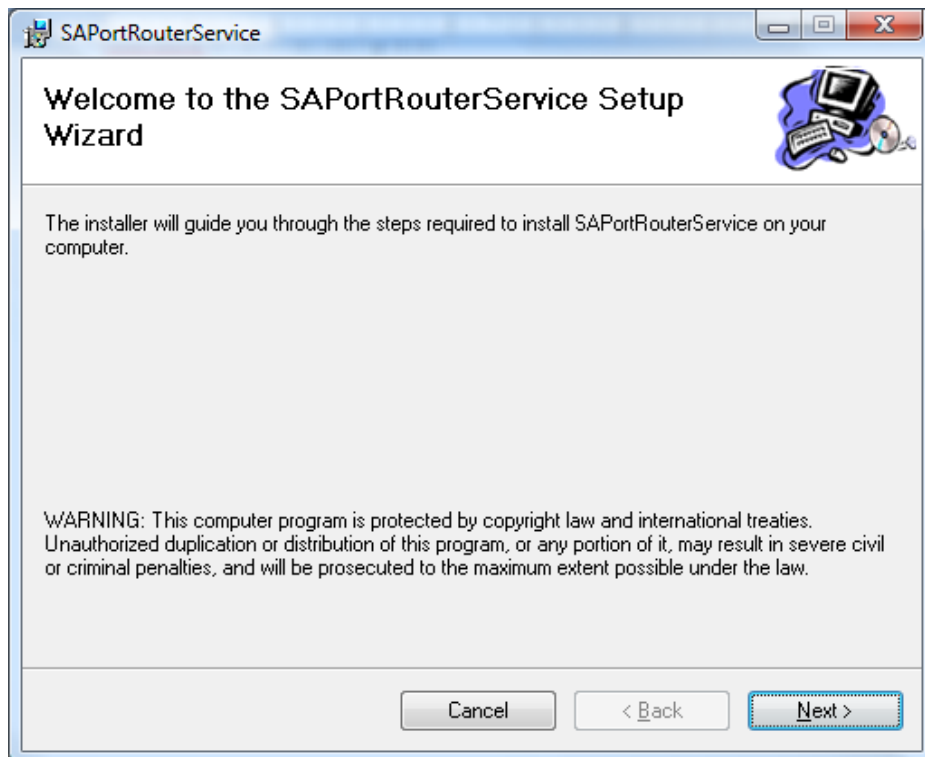 SAPortRouterService
Welcome to the SAPortRouterService Setup
Wizard
The installer will guide you through the steps required to install SAPortRouterService on your
computer.
WARNING: This computer program is protected by copyright law and international treaties.
Unauthorized duplication or distribution of this program, or any portion of it, may result in severe civil
or criminal penalties, and will be prosecuted to the maximum extent possible under the law.
Cancel
< Back
Next >